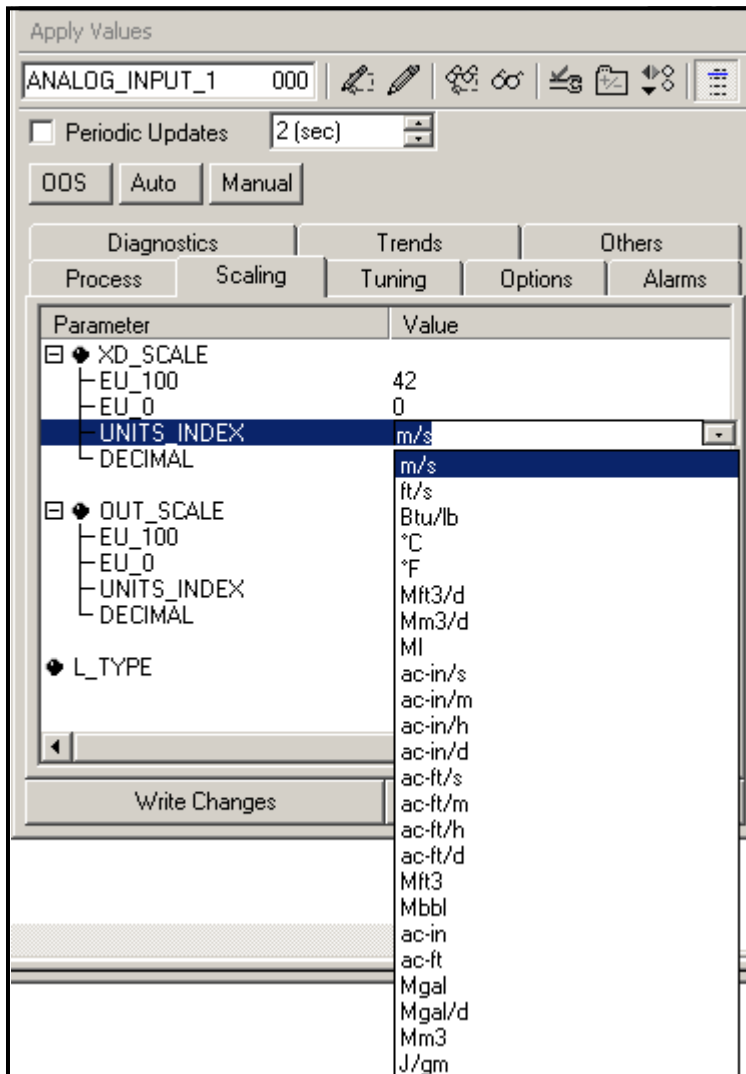 Apply Values
ANALOG_INPUT_1 000
Periodic Updates 2 (sec)
OOS Auto Manual
Diagnostics Trends Others
Process Scaling Tuning Options Alarms
Parameter Value
XD_SCALE
EU_100 42
EU_0 0
UNITS_INDEX m/s
DECIMAL m/s
ft/s
OUT_SCALE Btu/lb
EU_100 °C
EU_0 °F
UNITS_INDEX Mft3/d
DECIMAL Mm3/d
Ml
L_TYPE ac-in/s
ac-in/m
ac-in/h
ac-in/d
ac-ft/s
Write Changes ac-ft/m
ac-ft/h
ac-ft/d
Mft3
Mbbl
ac-in
ac-ft
Mgal
Mgal/d
Mm3
J/gm